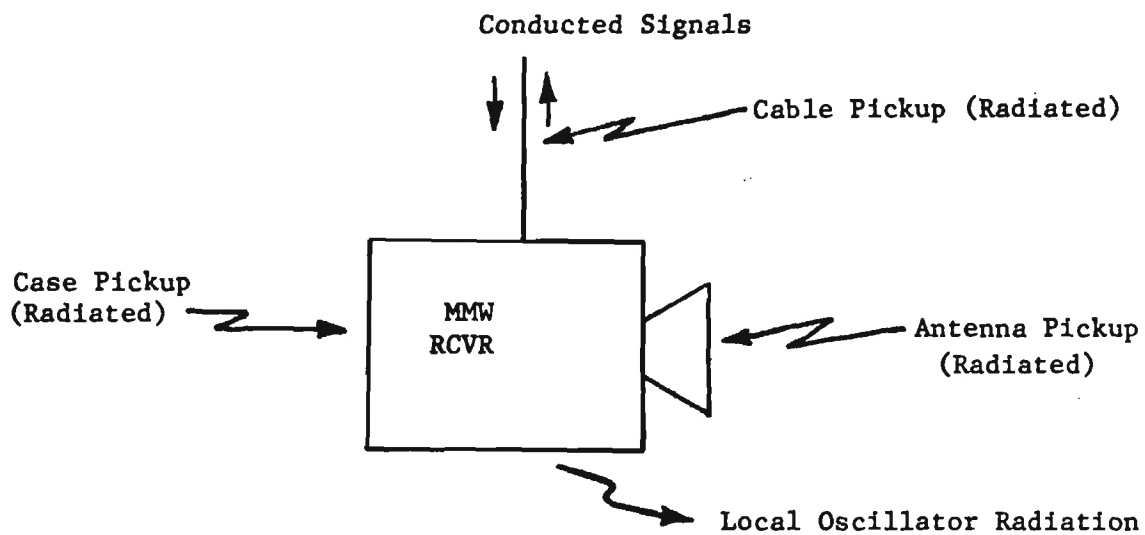 Conducted Signals
Cable Pickup (Radiated)
Case Pickup
(Radiated)
MMW
RCVR
Antenna Pickup
(Radiated)
Local Oscillator Radiation